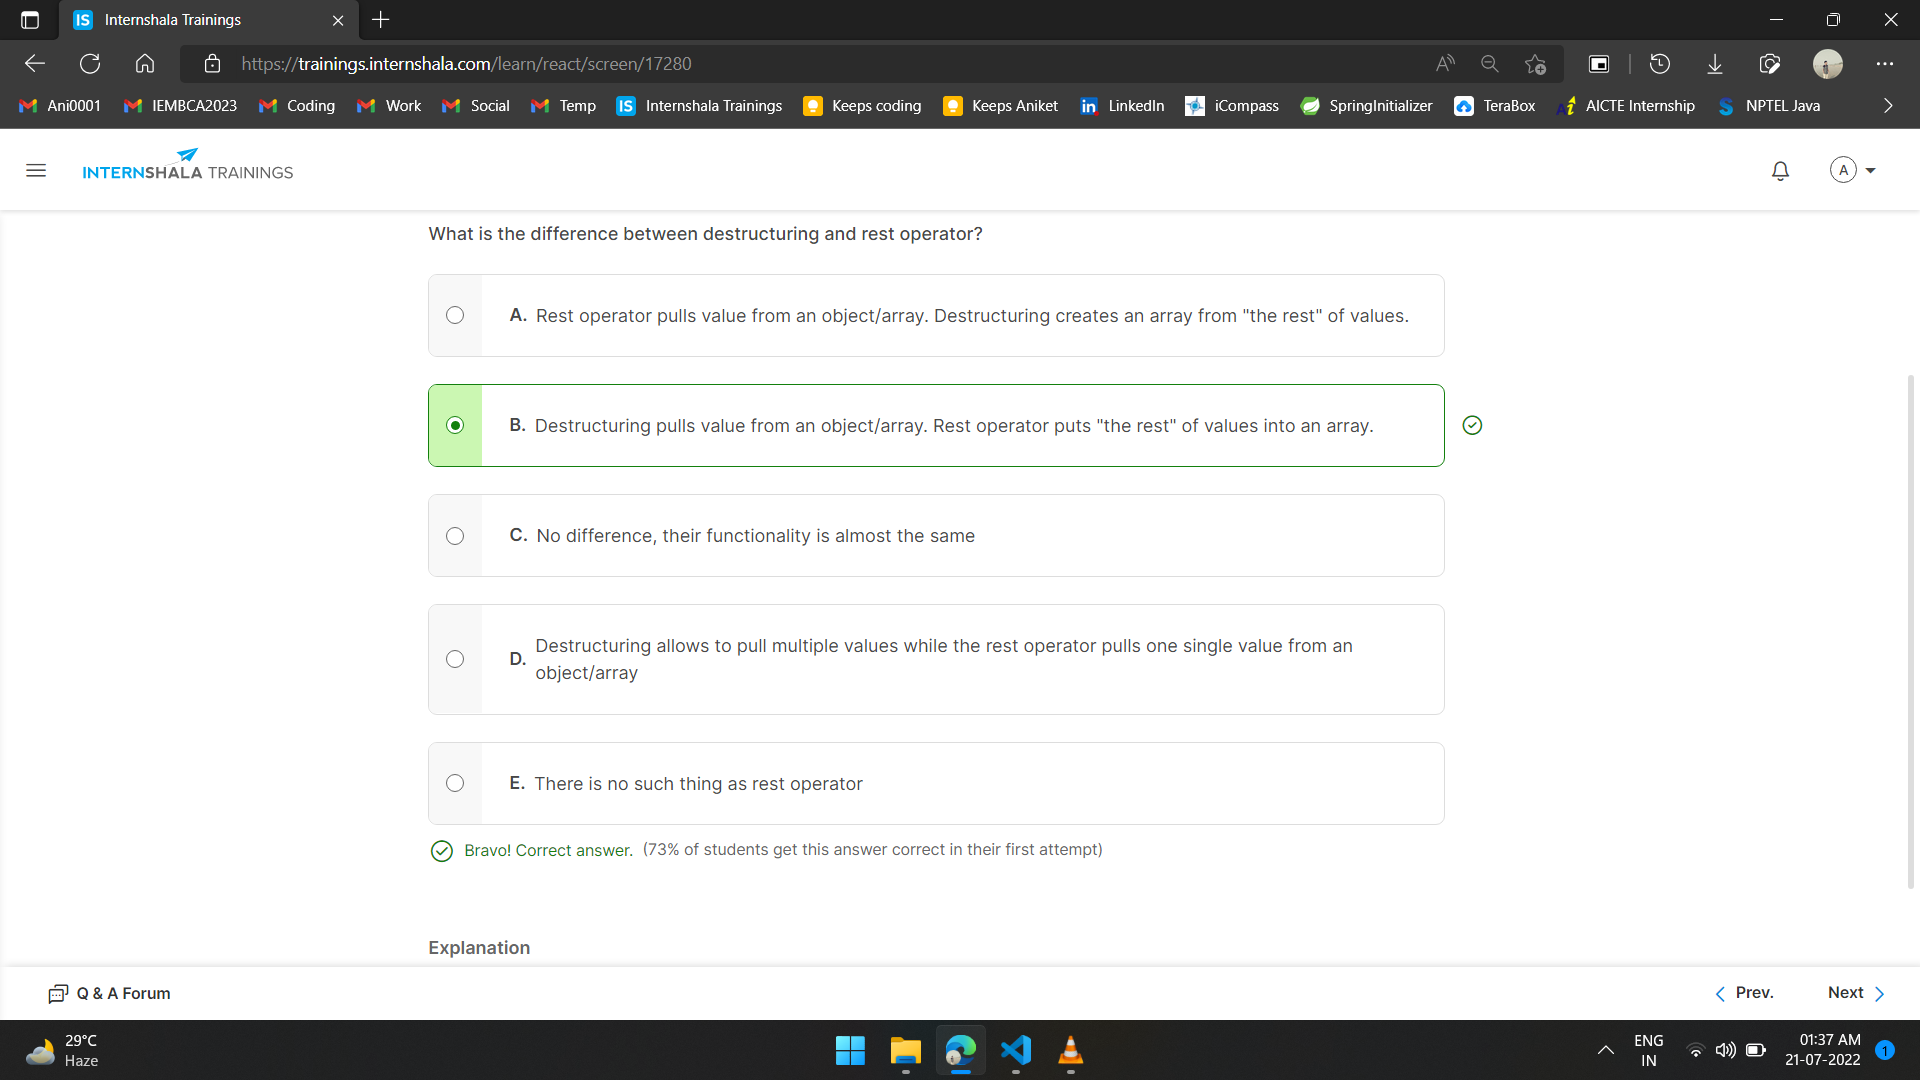 Internshala Trainings
https://trainings.internshala.com/learn/react/screen/17280
Ani0001 IEMBCA2023 Coding Work Social Temp Internshala Trainings Keeps coding Keeps Aniket LinkedIn iCompass SpringInitializer TeraBox AICTE Internship NPTEL Java
INTERNSHALA TRAININGS
A
What is the difference between destructuring and rest operator?
A. Rest operator pulls value from an object/array. Destructuring creates an array from "the rest" of values.
B. Destructuring pulls value from an object/array. Rest operator puts "the rest" of values into an array.
C. No difference, their functionality is almost the same
D. Destructuring allows to pull multiple values while the rest operator pulls one single value from an
object/array
E. There is no such thing as rest operator
Bravo! Correct answer. (73% of students get this answer correct in their first attempt)
Explanation
Q & A Forum
Prev. Next
29°C
Haze
ENG
IN
01:37 AM
21-07-2022
1